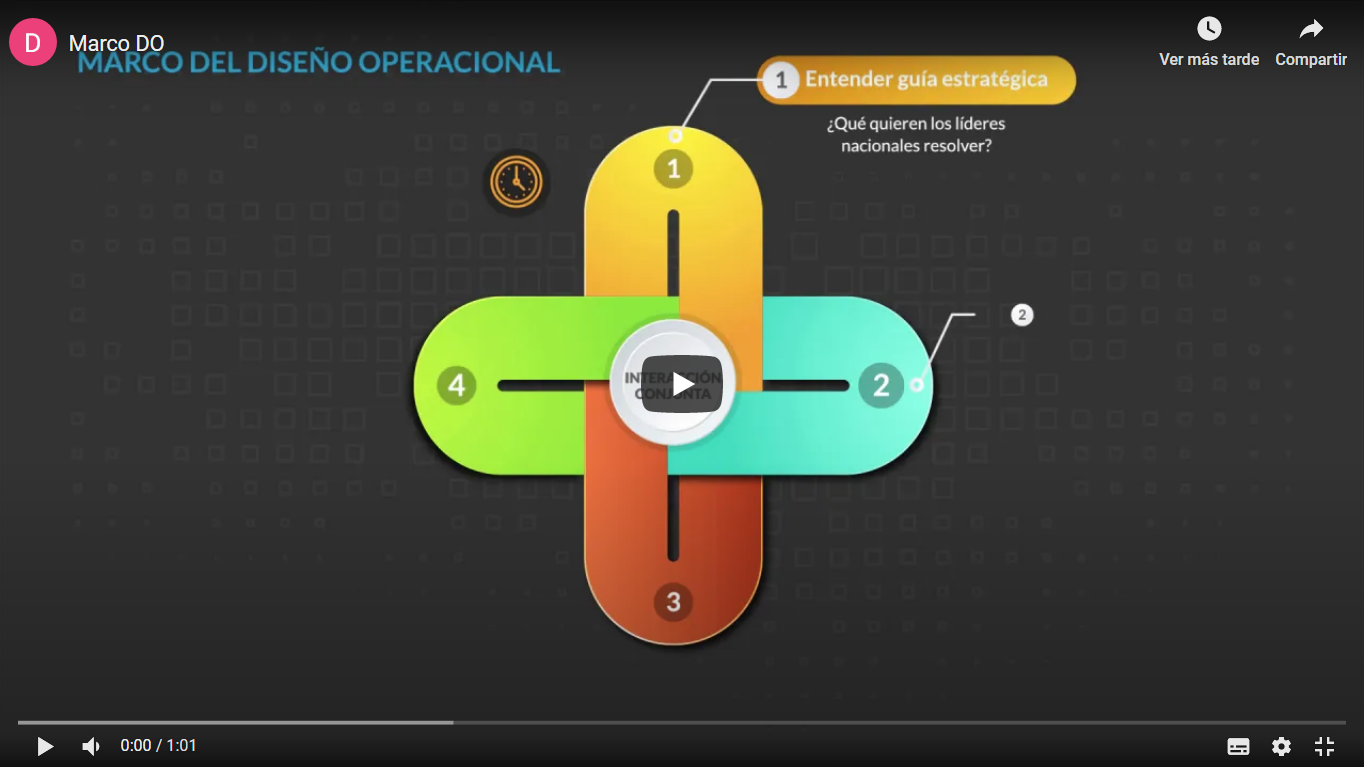 D
Marco DO
MARCO DEL DISEÑO OPERACIONAL
Ver más tarde
Compartir
1 Entender guía estratégica
¿Qué quieren los líderes
nacionales resolver?
1
2
4
INTERACCIÓN
CONJUNTA
2
3
0:00 / 1:01